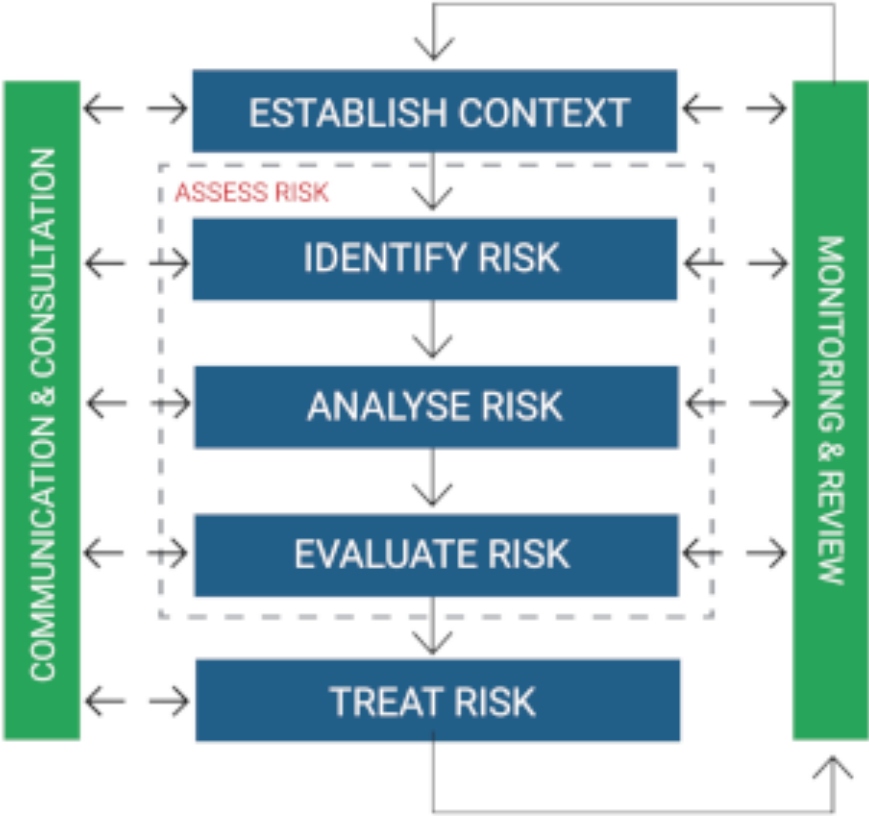 ESTABLISH CONTEXT
ASSESS RISK
IDENTIFY RISK
ANALYSE RISK
EVALUATE RISK
TREAT RISK
COMMUNICATION & CONSULTATION
MONITORING & REVIEW